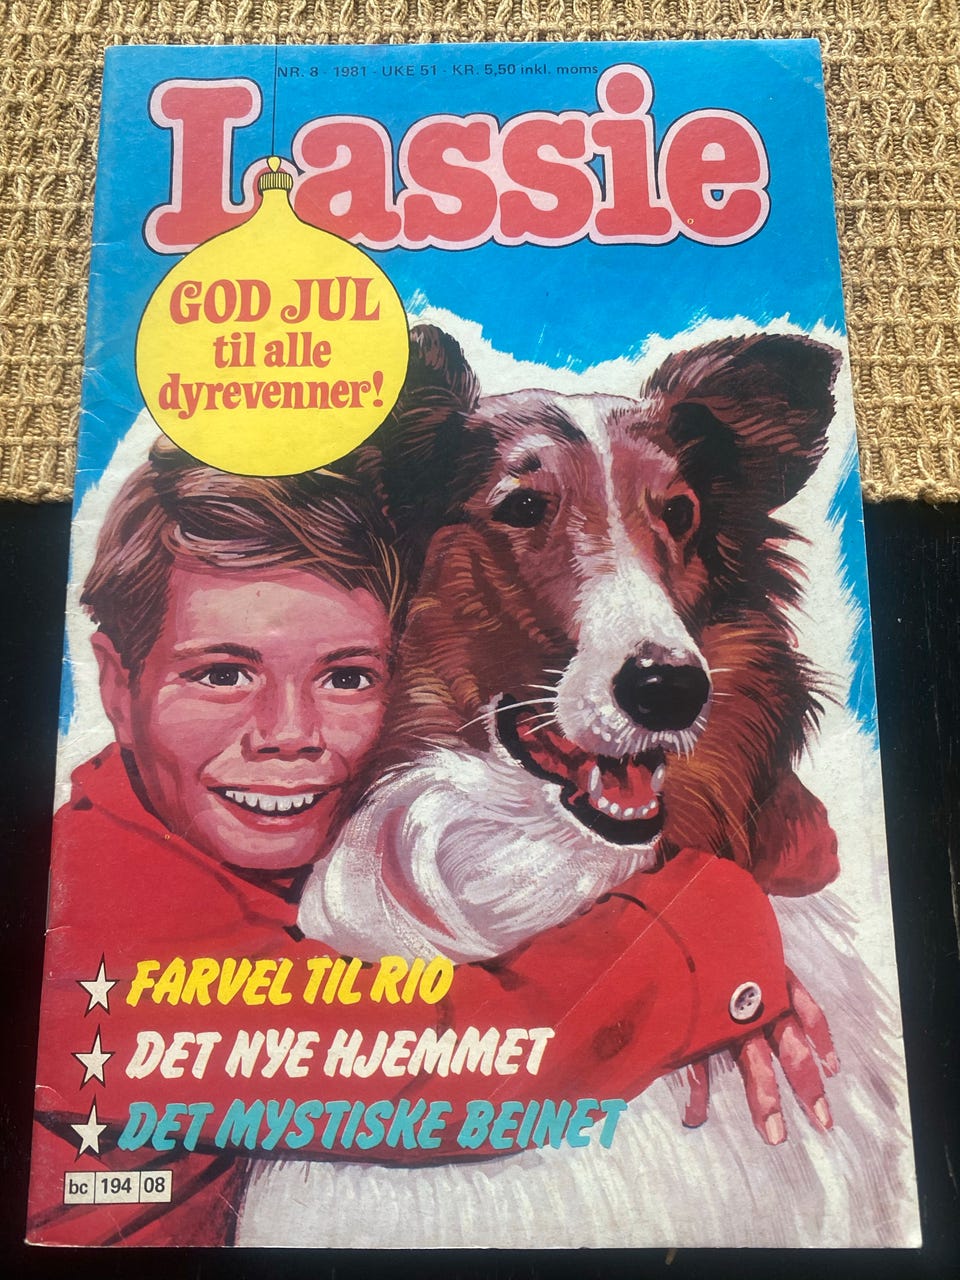 NR. 8 - 1981 - UKE 51 - KR. 5,50 inkl. moms
Lassie
GOD JUL
til alle
dyrevenner!
FARVEL TIL RIO
DET NYE HJEMMET
DET MYSTISKE BEINET
bc 194 08